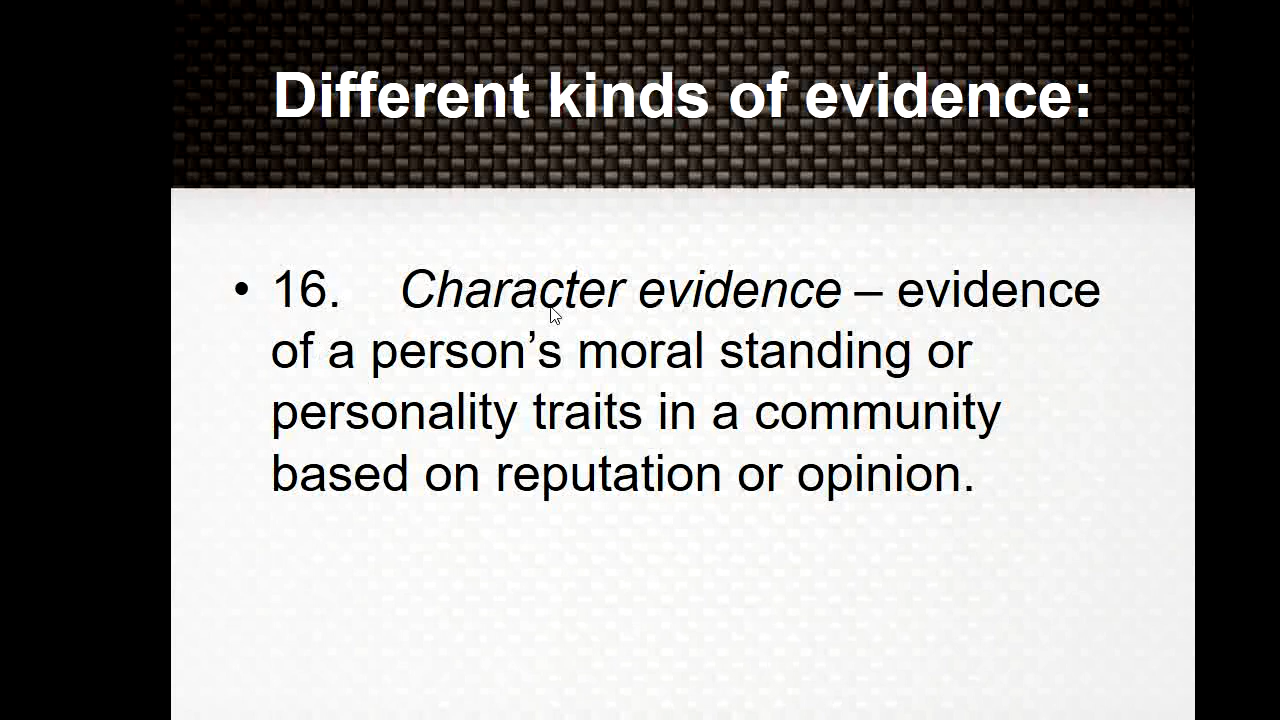 Different kinds of evidence:
• 16. Character evidence – evidence
of a person’s moral standing or
personality traits in a community
based on reputation or opinion.